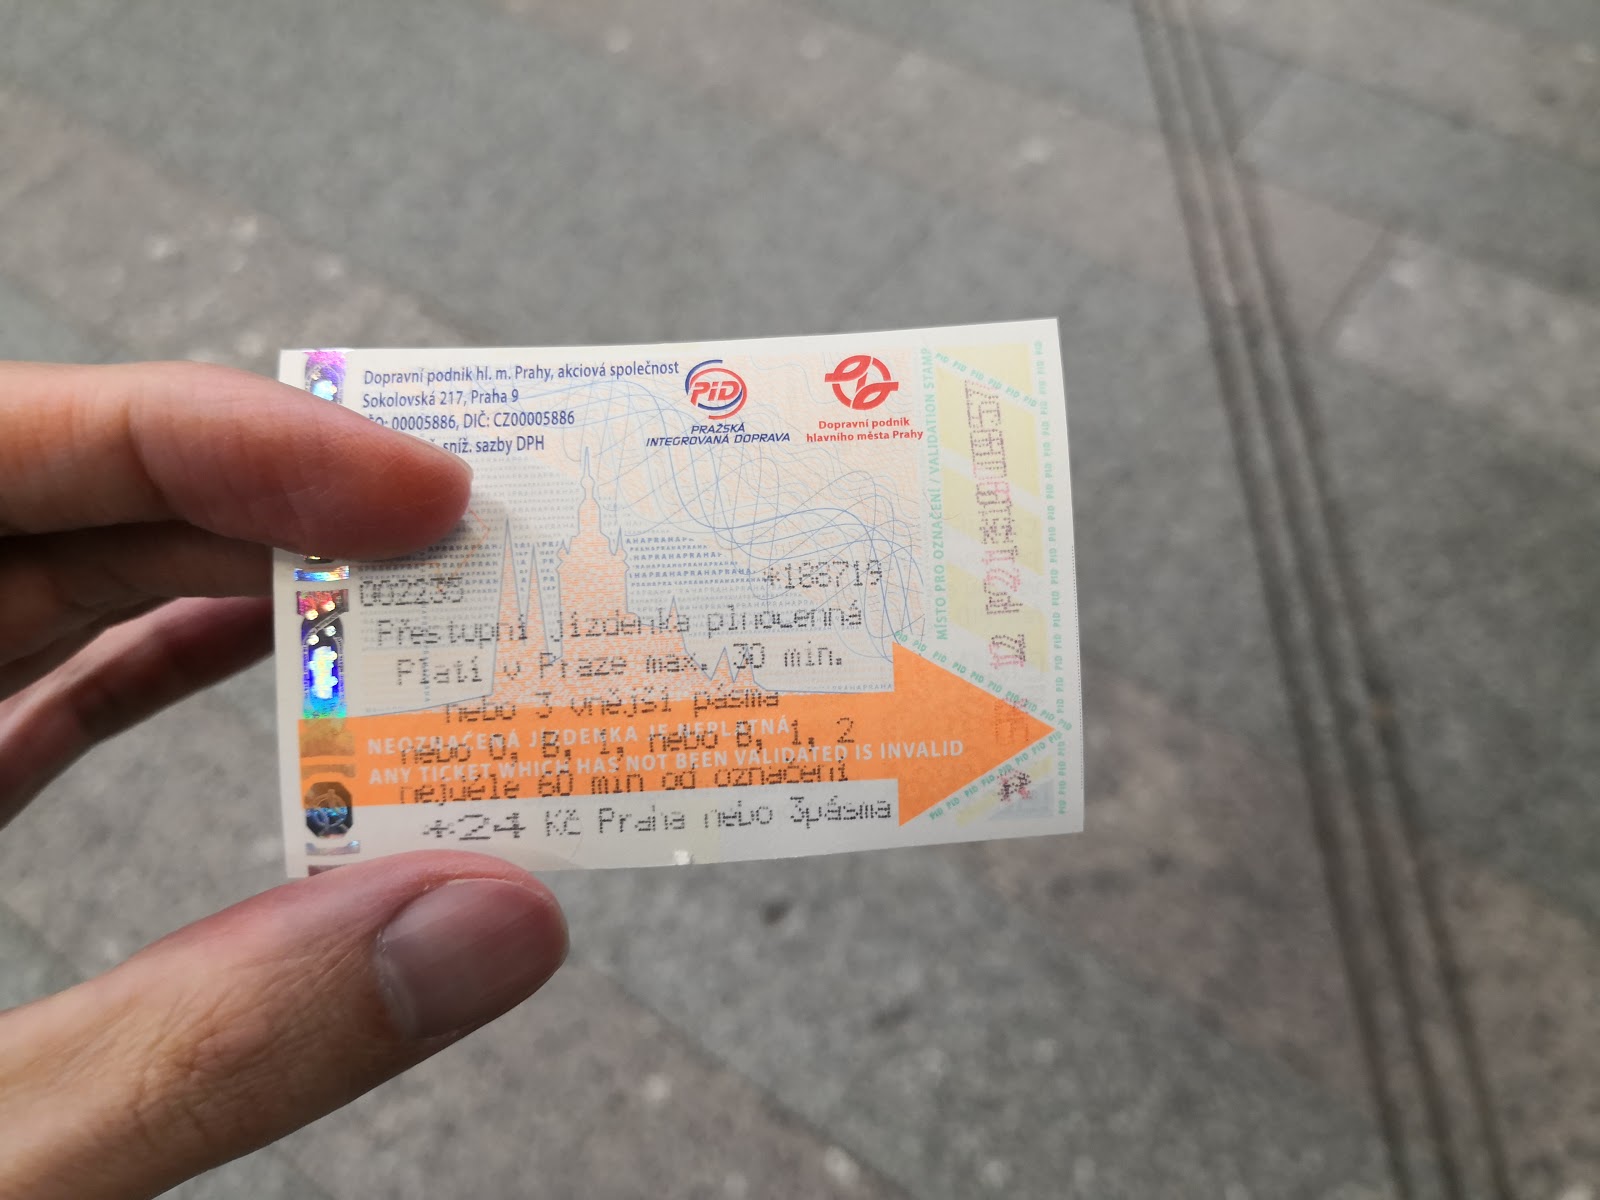 Dopravní podnik hl. m. Prahy, akciová společnost
Sokolovská 217, Praha 9
00005886, DIČ: CZ00005886
sníž. sazby DPH
PID
PRAŽSKÁ
INTEGROVANÁ DOPRAVA
Dopravní podnik
hlavního města Prahy
MÍSTO PRO OZNAČENÍ / VALIDATION STAMP
002235 *188719
Přestupní jízdenka plnocenná
Platí v Praze max. 30 min.
nebo 3 vnější pásma
NEOZNAČENÁ JÍZDENKA JE NEPLATNÁ
nebo 0, B, 1, nebo B, 1, 2
ANY TICKET WHICH HAS NOT BEEN VALIDATED IS INVALID
nejdéle 60 min od označení
*24 Kč Praha nebo 3pásma